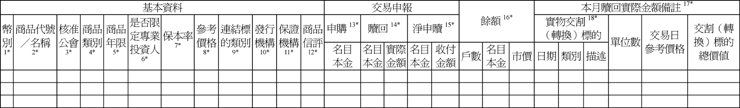 基本資料
交易申報
餘額 16*
本月贖回實際金額備註 17*
幣別 1*
商品代號／名稱 2*
核准公會 3*
商品類別 4*
商品年限 5*
是否限定專業投資人 6*
保本率 7*
參考價格 8*
連結標的類別 9*
發行機構 10*
保證機構 11*
商品信評 12*
申購 13*
贖回 14*
淨申贖 15*
名目本金
名目本金
實際金額
名目本金
收付金額
戶數
名目本金
市價
實物交割 18*
（轉換）標的
日期
類別
描述
單位數
交易日參考價格
交割（轉換）標的總價值